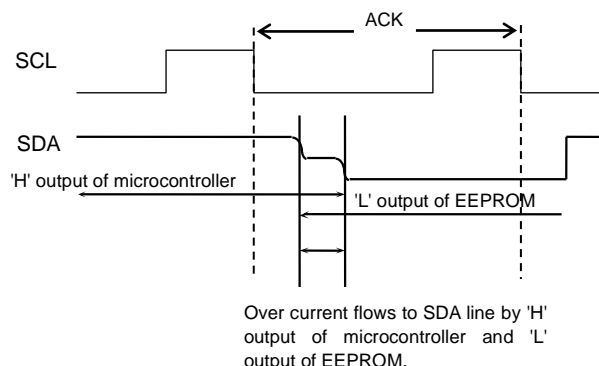 ACK
SCL
SDA
'H' output of microcontroller
'L' output of EEPROM
Over current flows to SDA line by 'H'
output of microcontroller and 'L'
output of EEPROM.